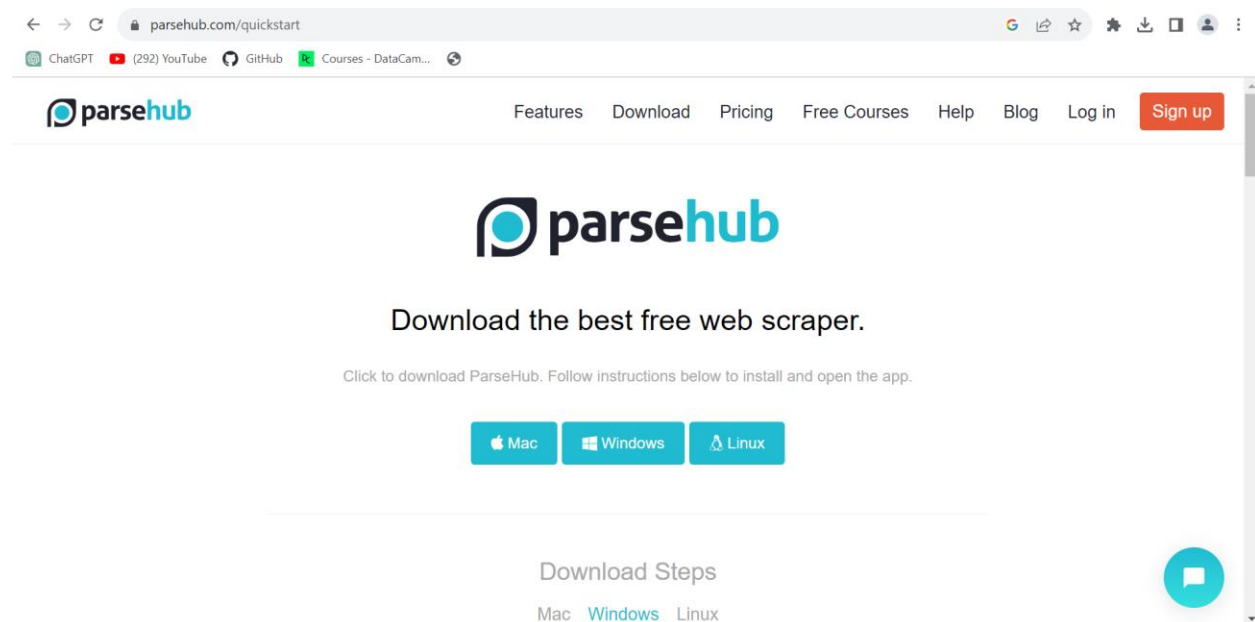 parsehub.com/quickstart
ChatGPT (292) YouTube GitHub Courses - DataCam...
parsehub Features Download Pricing Free Courses Help Blog Log in Sign up
parsehub
Download the best free web scraper.
Click to download ParseHub. Follow instructions below to install and open the app.
Mac Windows Linux
Download Steps
Mac Windows Linux